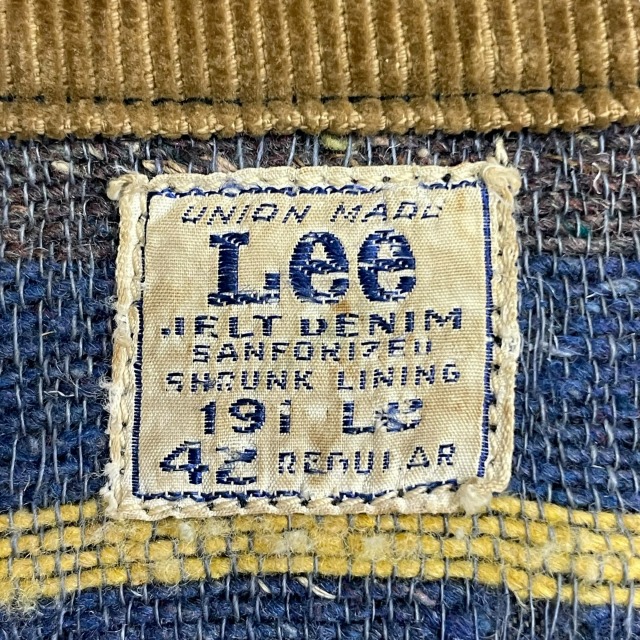 UNION MADE
Lee
JELT DENIM
SANFORIZED
SHRUNK LINING
191 LB
42 REGULAR